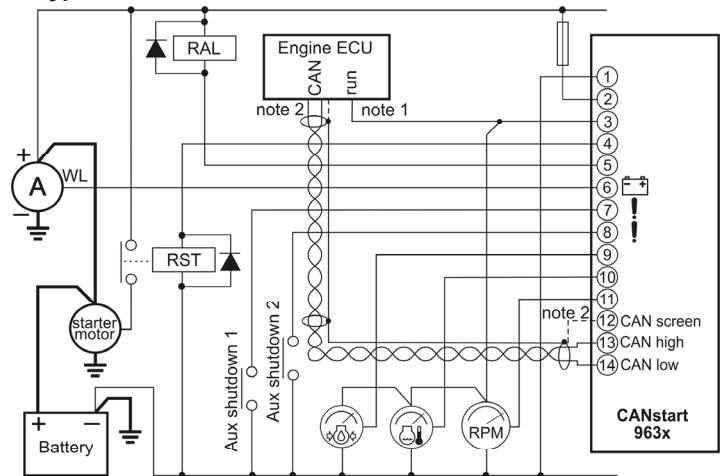 RAL
Engine ECU
CAN
run
note 2
note 1
1
2
3
4
5
6
7
8
9
10
11
12 CAN screen
13 CAN high
14 CAN low
note 2
+
A
WL
−
− +
!
!
RST
starter
motor
Aux shutdown 1
Aux shutdown 2
RPM
+ −
Battery
CANstart
963x